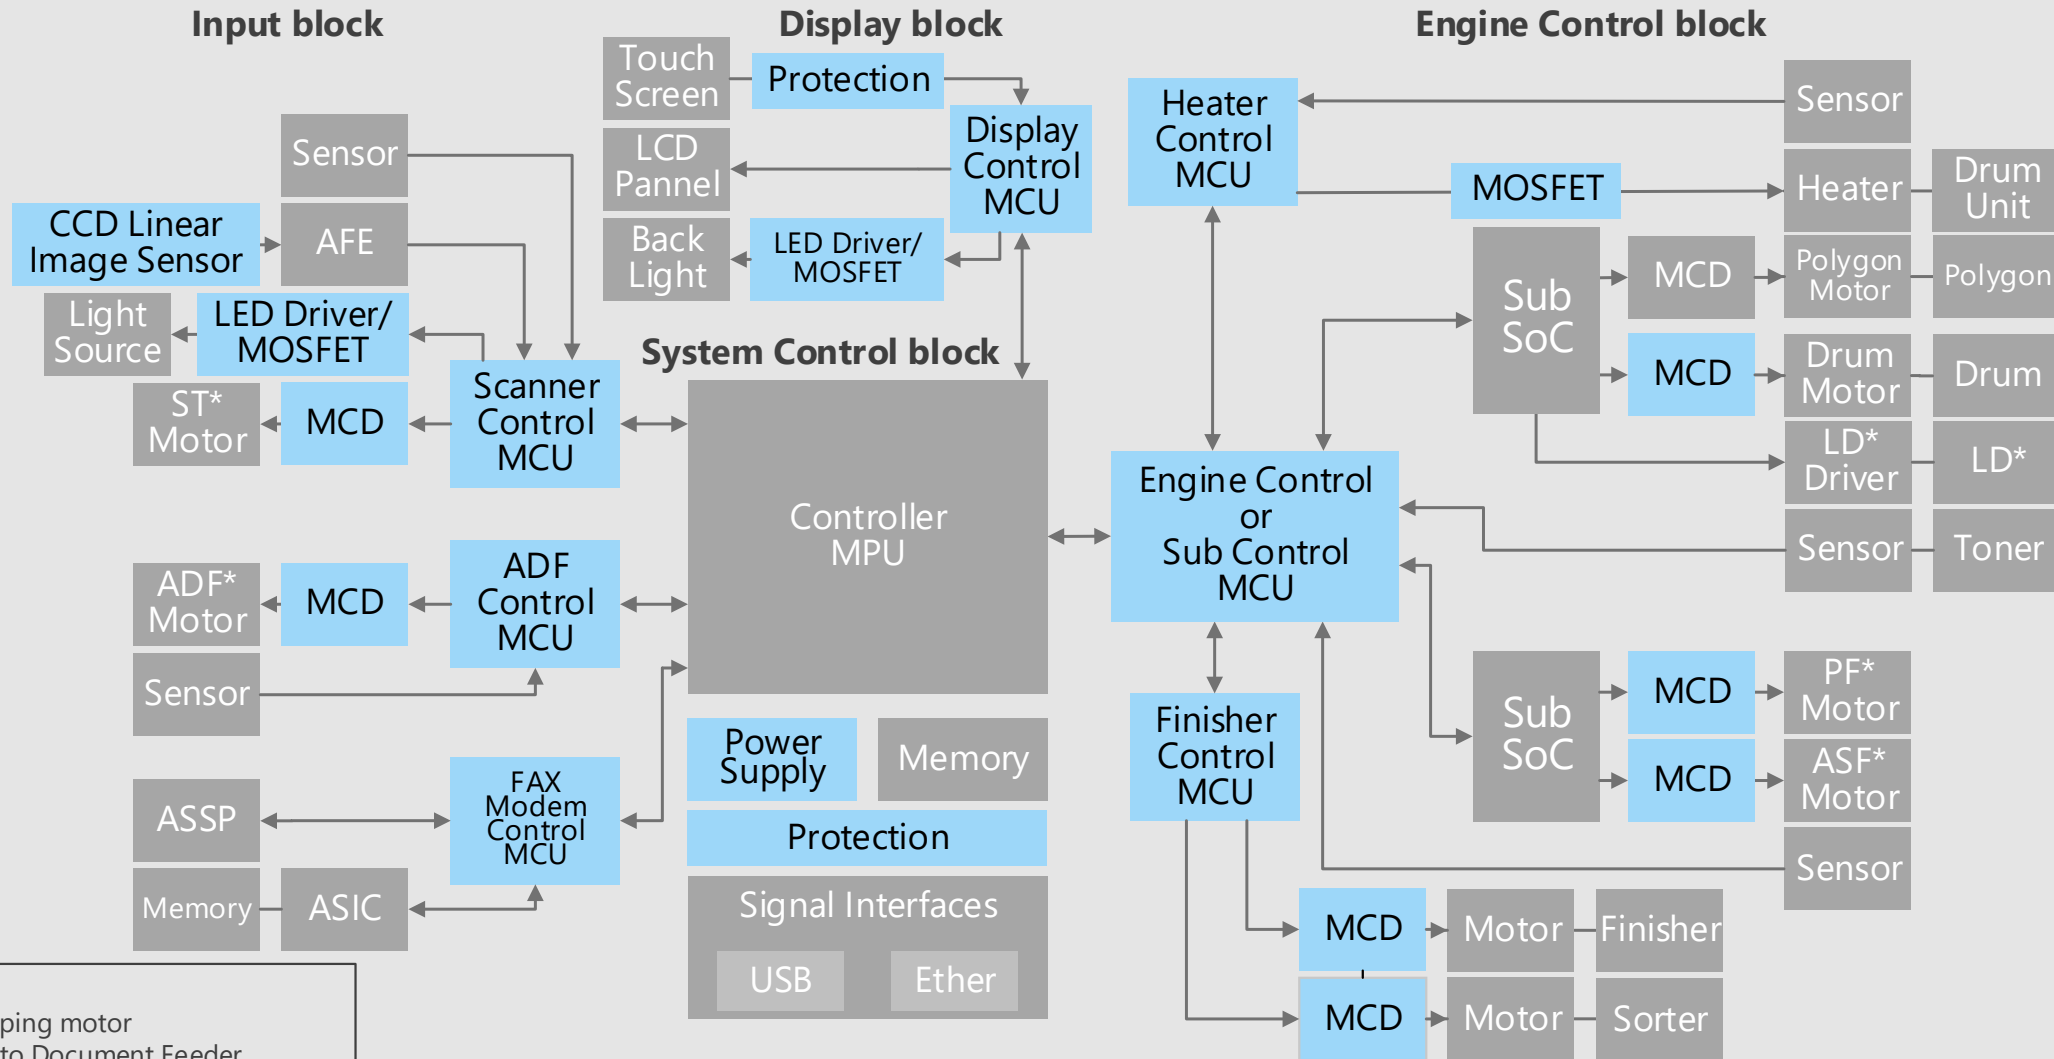 Input block
Display block
Engine Control block
Sensor
CCD Linear
Image Sensor
AFE
Light
Source
LED Driver/
MOSFET
ST*
Motor
MCD
Scanner
Control
MCU
ADF*
Motor
MCD
ADF
Control
MCU
Sensor
ASSP
FAX
Modem
Control
MCU
Memory
ASIC
Touch
Screen
Protection
Display
Control
MCU
LCD
Pannel
Back
Light
LED Driver/
MOSFET
System Control block
Controller
MPU
Power
Supply
Memory
Protection
Signal Interfaces
USB
Ether
Heater
Control
MCU
Sensor
MOSFET
Heater
Drum
Unit
Sub
SoC
MCD
Polygon
Motor
Polygon
MCD
Drum
Motor
Drum
LD*
Driver
LD*
Engine Control
or
Sub Control
MCU
Sensor
Toner
Sub
SoC
MCD
PF*
Motor
MCD
ASF*
Motor
Sensor
Finisher
Control
MCU
MCD
Motor
Finisher
MCD
Motor
Sorter
ping motor
to Document Feeder